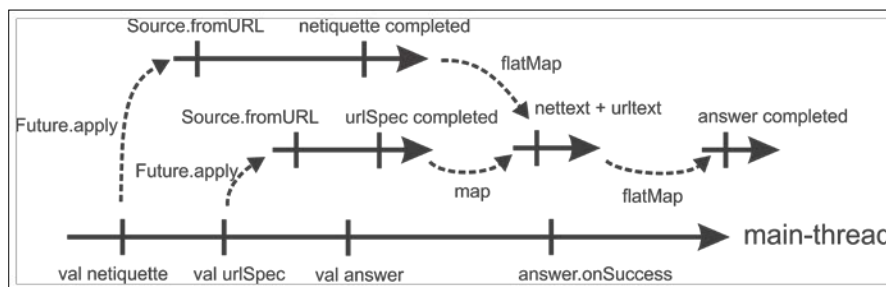 Source.fromURL netiquette completed
flatMap
nettext + urltext
Future.apply
Source.fromURL urlSpec completed
answer completed
Future.apply
map
flatMap
main-thread
val netiquette val urlSpec val answer answer.onSuccess